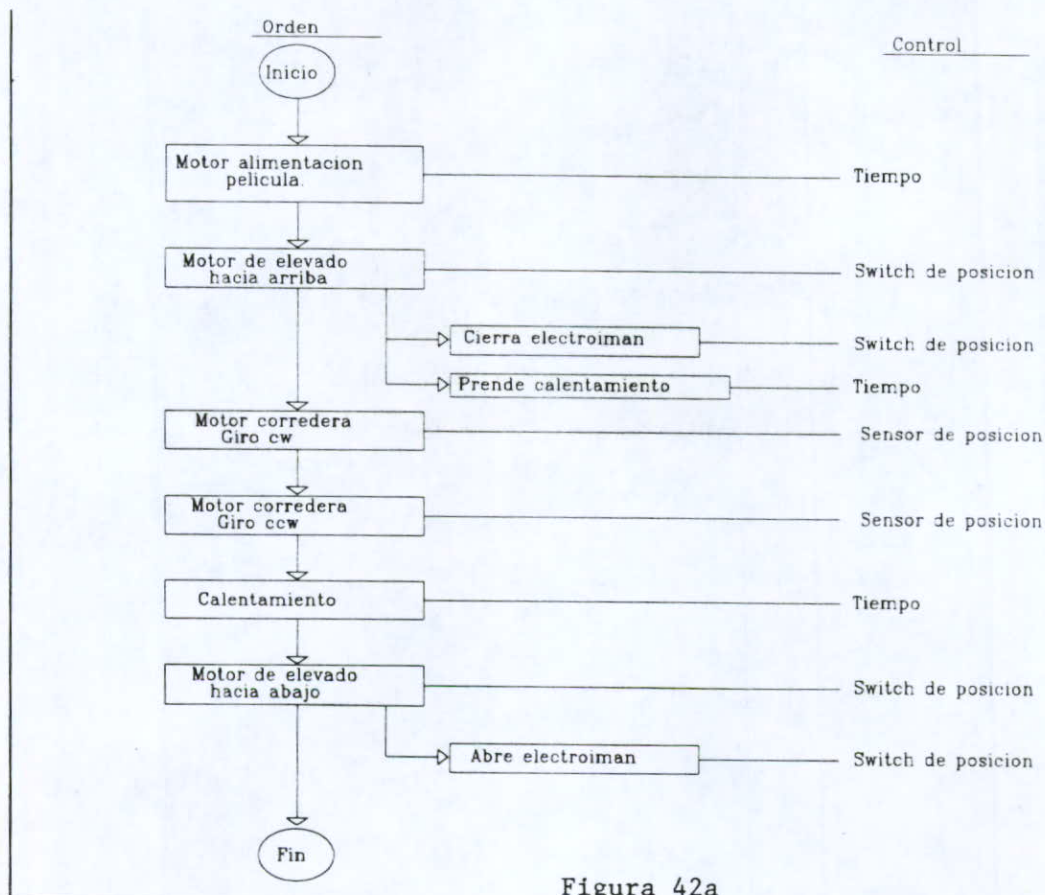 Orden
Control
Inicio
Motor alimentacion
pelicula.
Tiempo
Motor de elevado
hacia arriba
Switch de posicion
Cierra electroiman
Switch de posicion
Prende calentamiento
Tiempo
Motor corredera
Giro cw
Sensor de posicion
Motor corredera
Giro ccw
Sensor de posicion
Calentamiento
Tiempo
Motor de elevado
hacia abajo
Switch de posicion
Abre electroiman
Switch de posicion
Fin
Figura 42a